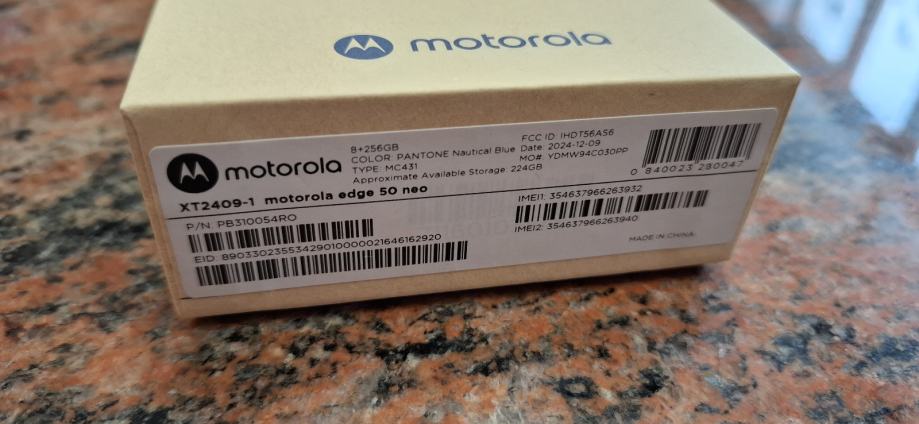 motorola
motorola
8+256GB
COLOR: PANTONE Nautical Blue
TYPE: MC431
Approximate Available Storage: 224GB
FCC ID: IHDT56AS6
Date: 2024-12-09
MO# YDMW94C030PP
0 840023 280047
XT2409-1 motorola edge 50 neo
P/N: PB310054RO
EID: 89033023553429010000021646162920
IMEI1: 354637966263932
IMEI2: 354637966263940
MADE IN CHINA